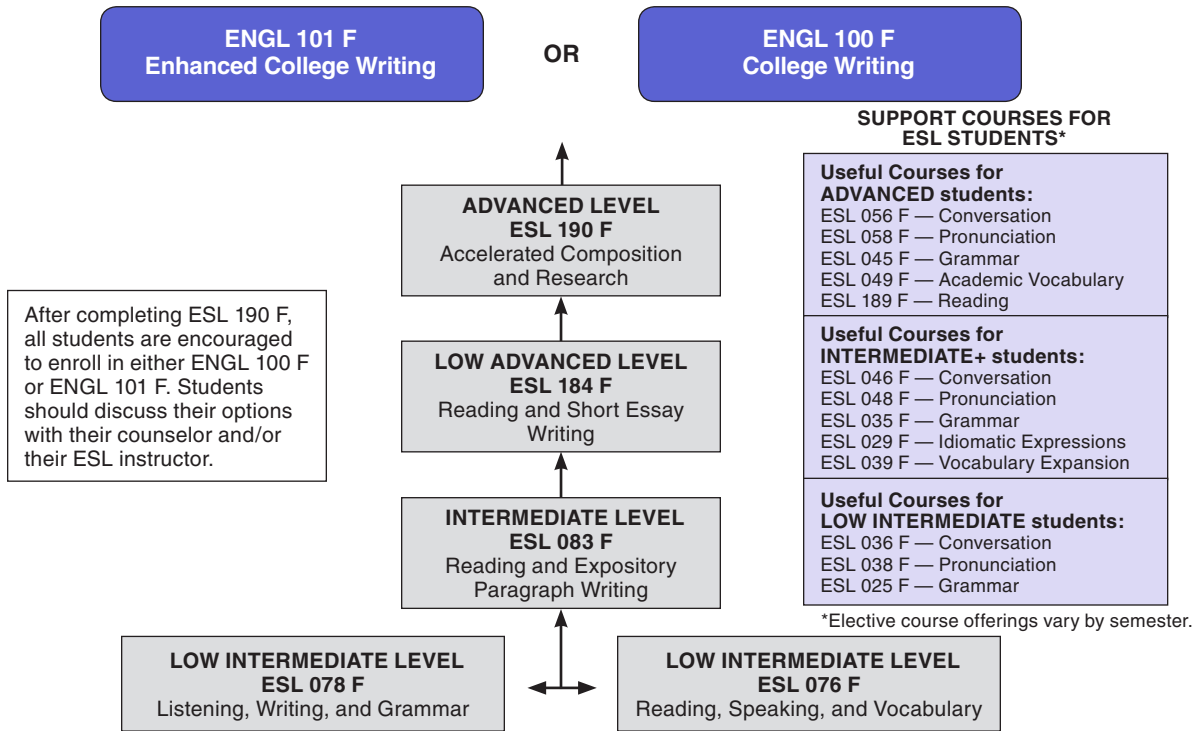 ENGL 101 F
Enhanced College Writing
OR
ENGL 100 F
College Writing
SUPPORT COURSES FOR
ESL STUDENTS*
Useful Courses for
ADVANCED students:
ESL 056 F — Conversation
ESL 058 F — Pronunciation
ESL 045 F — Grammar
ESL 049 F — Academic Vocabulary
ESL 189 F — Reading
Useful Courses for
INTERMEDIATE+ students:
ESL 046 F — Conversation
ESL 048 F — Pronunciation
ESL 035 F — Grammar
ESL 029 F — Idiomatic Expressions
ESL 039 F — Vocabulary Expansion
Useful Courses for
LOW INTERMEDIATE students:
ESL 036 F — Conversation
ESL 038 F — Pronunciation
ESL 025 F — Grammar
*Elective course offerings vary by semester.
ADVANCED LEVEL
ESL 190 F
Accelerated Composition
and Research
After completing ESL 190 F,
all students are encouraged
to enroll in either ENGL 100 F
or ENGL 101 F. Students
should discuss their options
with their counselor and/or
their ESL instructor.
LOW ADVANCED LEVEL
ESL 184 F
Reading and Short Essay
Writing
INTERMEDIATE LEVEL
ESL 083 F
Reading and Expository
Paragraph Writing
LOW INTERMEDIATE LEVEL
ESL 078 F
Listening, Writing, and Grammar
LOW INTERMEDIATE LEVEL
ESL 076 F
Reading, Speaking, and Vocabulary